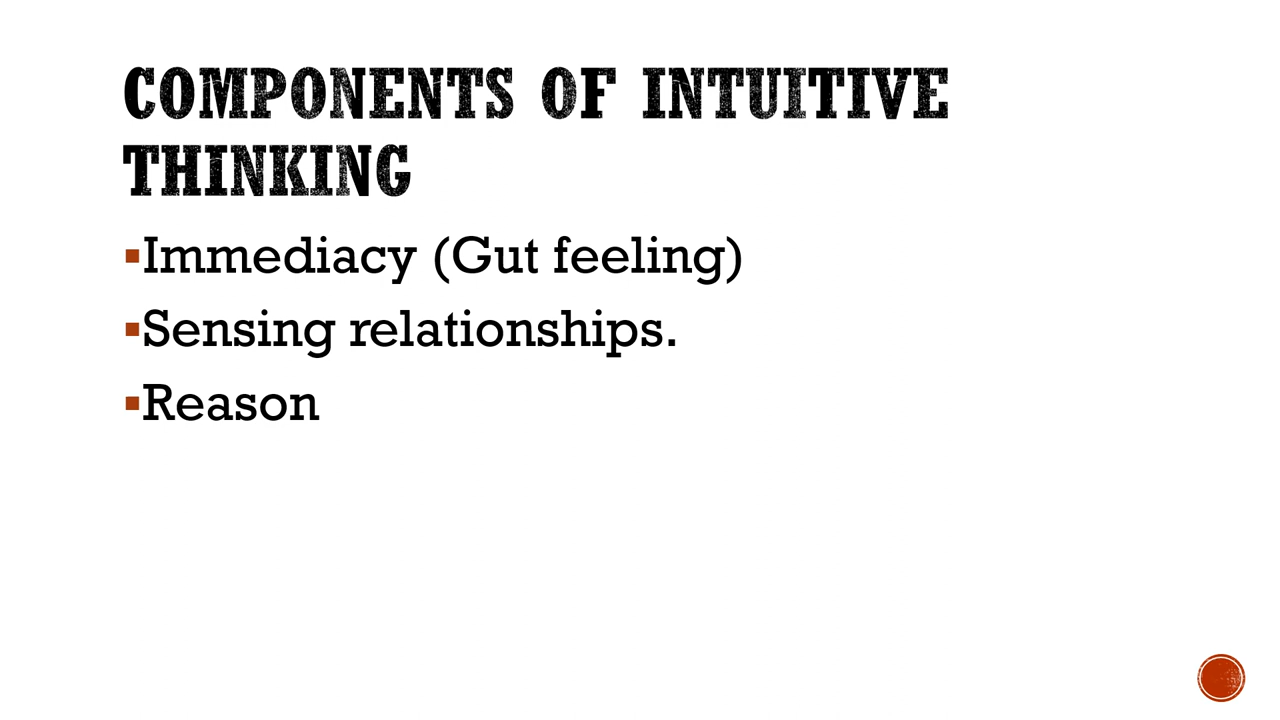 COMPONENTS OF INTUITIVE
THINKING
▪Immediacy (Gut feeling)
▪Sensing relationships.
▪Reason